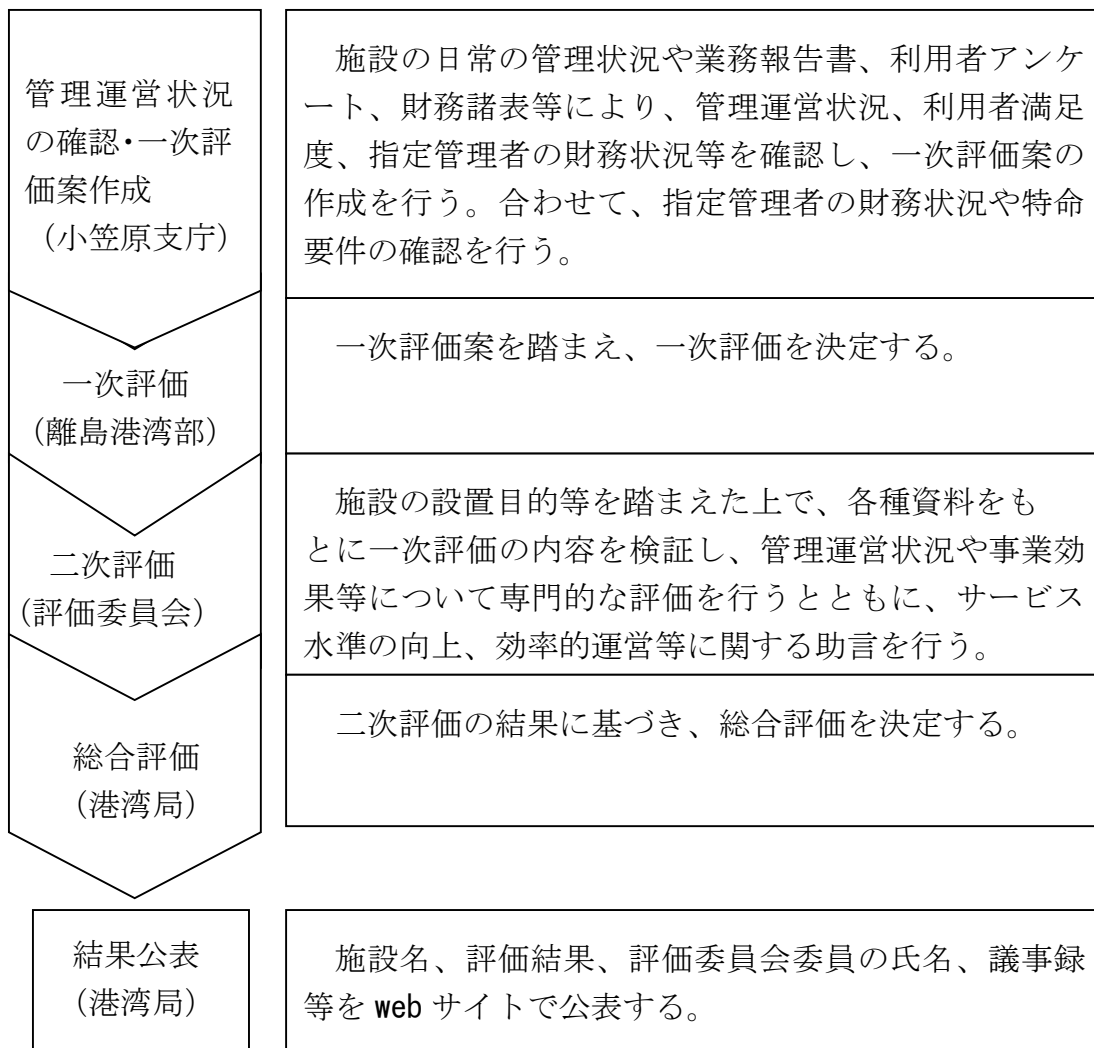 管理運営状況
の確認・一次評
価案作成
（小笠原支庁）
施設の日常の管理状況や業務報告書、利用者アンケ
ート、財務諸表等により、管理運営状況、利用者満足
度、指定管理者の財務状況等を確認し、一次評価案の
作成を行う。合わせて、指定管理者の財務状況や特命
要件の確認を行う。
一次評価
（離島港湾部）
一次評価案を踏まえ、一次評価を決定する。
二次評価
（評価委員会）
施設の設置目的等を踏まえた上で、各種資料をも
とに一次評価の内容を検証し、管理運営状況や事業効
果等について専門的な評価を行うとともに、サービス
水準の向上、効率的運営等に関する助言を行う。
総合評価
（港湾局）
二次評価の結果に基づき、総合評価を決定する。
結果公表
（港湾局）
施設名、評価結果、評価委員会委員の氏名、議事録
等を web サイトで公表する。